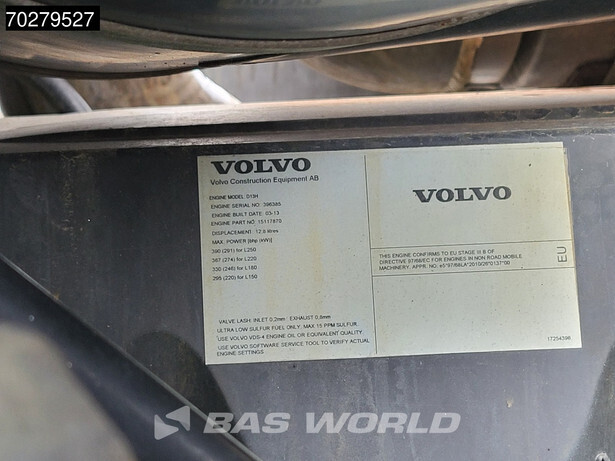 70279527
VOLVO
Volvo Construction Equipment AB
ENGINE MODEL: D13H
ENGINE SERIAL NO: 396385
ENGINE BUILT DATE: 03-13
ENGINE PART NO: 15117870
DISPLACEMENT: 12.8 litres
MAX. POWER [bhp (kW)]
390 (291) for L250
367 (274) for L220
330 (246) for L180
295 (220) for L150
VALVE LASH: INLET 0,2mm EXHAUST 0,8mm
ULTRA LOW SULFUR FUEL ONLY, MAX 15 PPM SULFUR.
USE VOLVO VDS-4 ENGINE OIL OR EQUIVALENT QUALITY.
USE VOLVO SOFTWARE SERVICE TOOL TO VERIFY ACTUAL
ENGINE SETTINGS.
VOLVO
THIS ENGINE CONFIRMS TO EU STAGE III B OF
DIRECTIVE 97/68/EC FOR ENGINES IN NON ROAD MOBILE
MACHINERY. APPR. NO: e5*97/68LA*2010/26*0137*00
EU
17254396
BAS WORLD